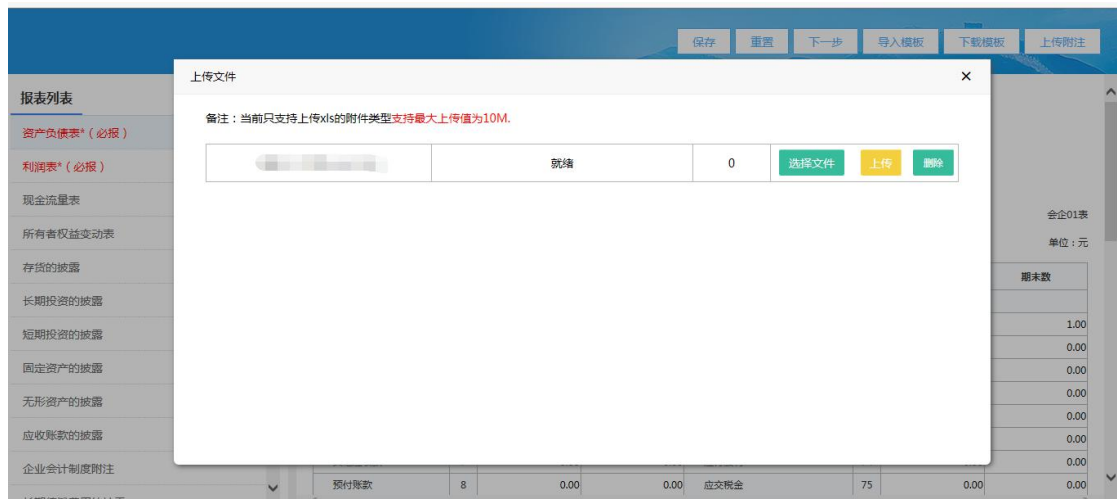 保存 重置 下一步 导入模板 下载模板 上传附注
上传文件 ×
报表列表
备注：当前只支持上传xls的附件类型支持最大上传值为10M.
资产负债表*（必报）
就绪 0 选择文件 上传 删除
利润表*（必报）
现金流量表
会企01表
所有者权益变动表
单位：元
存货的披露
期末数
长期投资的披露
1.00
短期投资的披露
0.00
固定资产的披露
0.00
0.00
无形资产的披露
0.00
应收账款的披露
0.00
企业会计制度附注
0.00
预付账款 8 0.00 0.00 应交税金 75 0.00 0.00